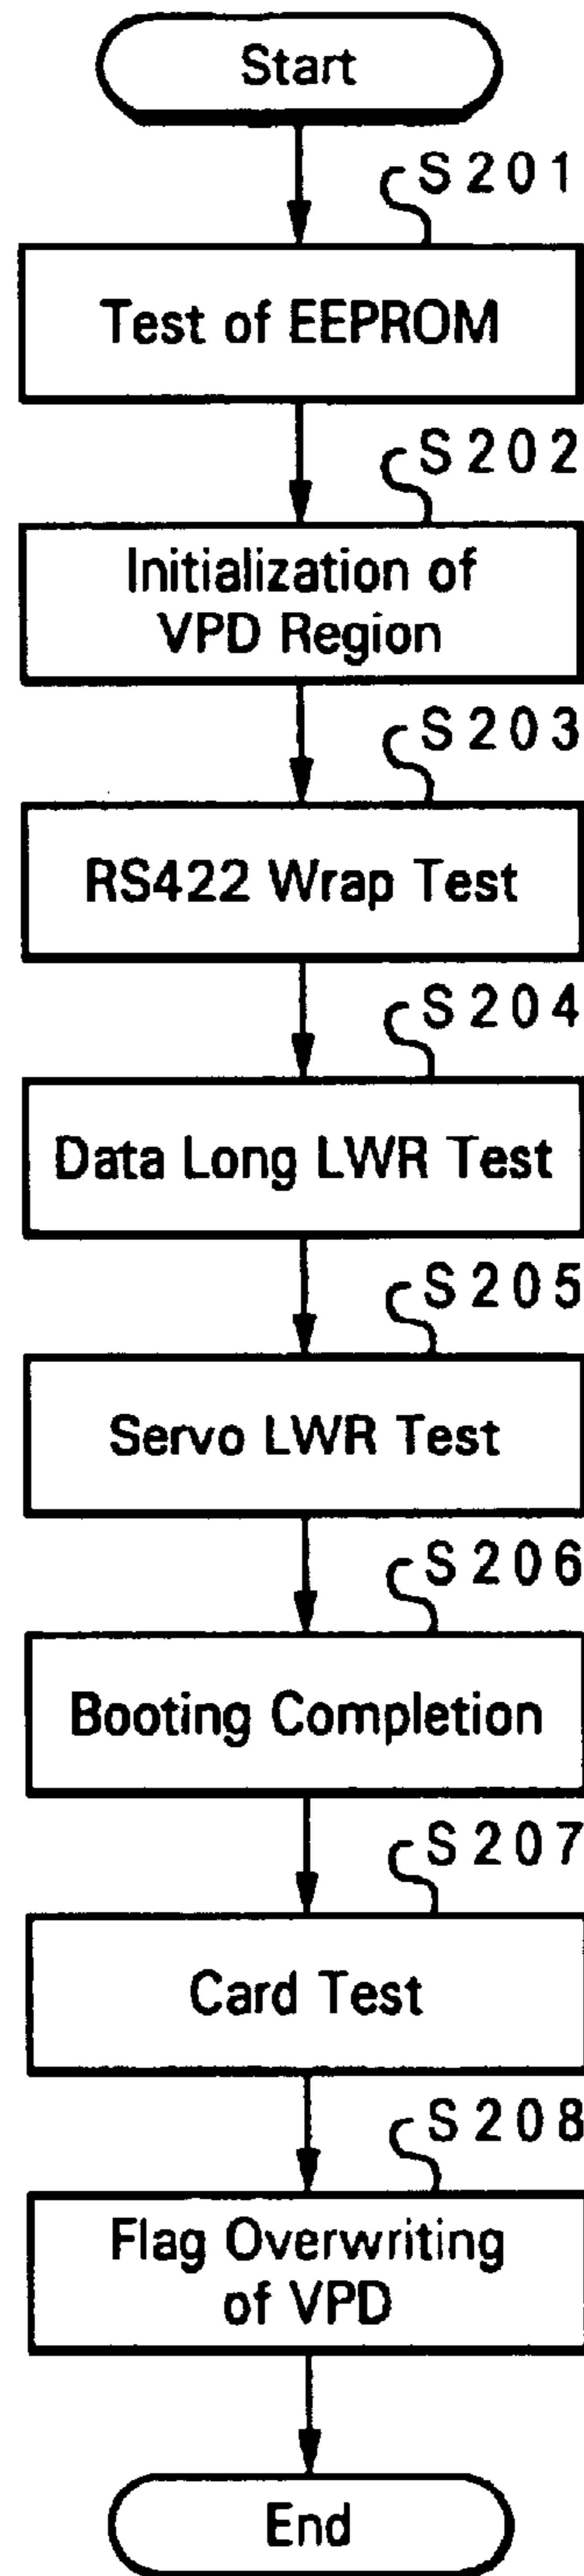 Start
S201
Test of EEPROM
S202
Initialization of
VPD Region
S203
RS422 Wrap Test
S204
Data Long LWR Test
S205
Servo LWR Test
S206
Booting Completion
S207
Card Test
S208
Flag Overwriting
of VPD
End